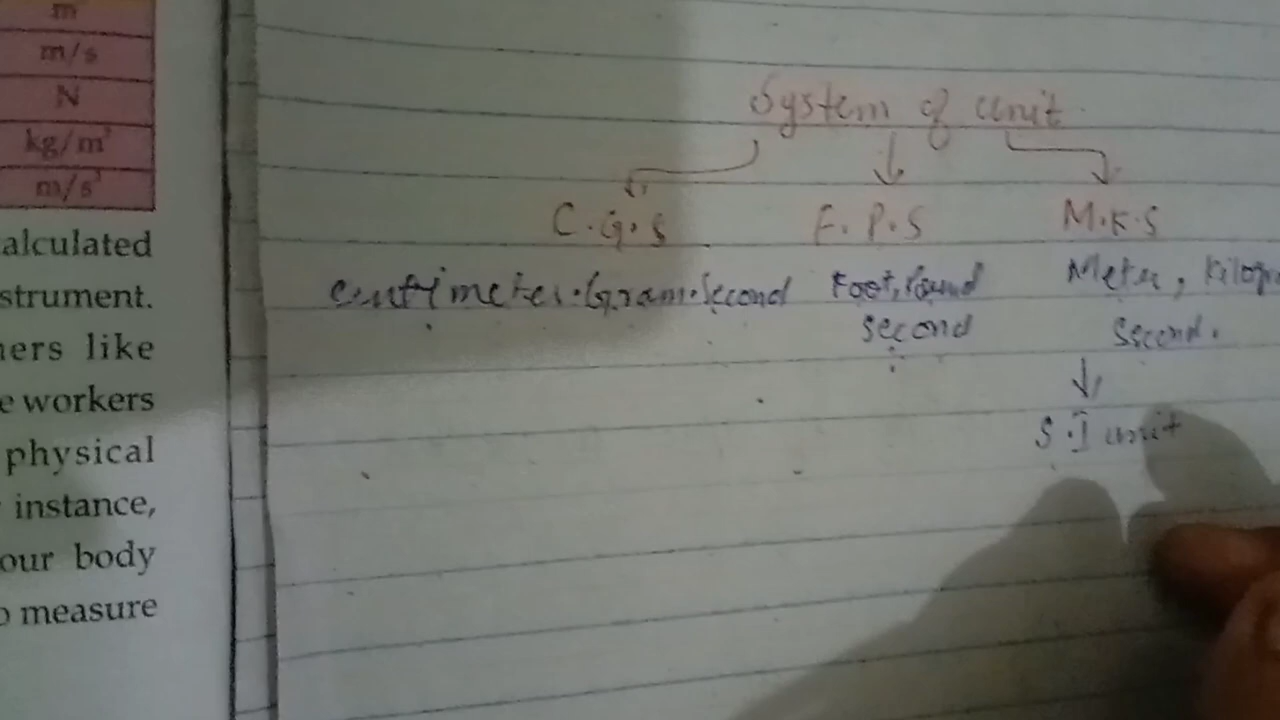 m
m/s
N
kg/m³
m/s²
alculated
strument.
ners like
e workers
physical
instance,
our body
o measure
System of unit.
C.G.S F.P.S M.K.S
centimeter.Gram.Second Foot, Pound Meter, Kilogra
second Second.
S.I unit